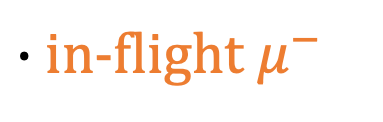 • in-flight μ⁻